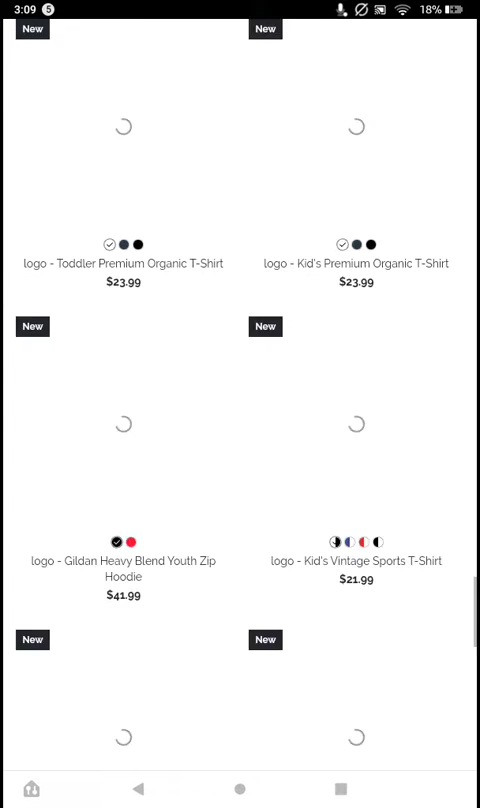 3:09 5 18%
New New
logo - Toddler Premium Organic T-Shirt
$23.99
logo - Kid's Premium Organic T-Shirt
$23.99
New New
logo - Gildan Heavy Blend Youth Zip
Hoodie
$41.99
logo - Kid's Vintage Sports T-Shirt
$21.99
New New